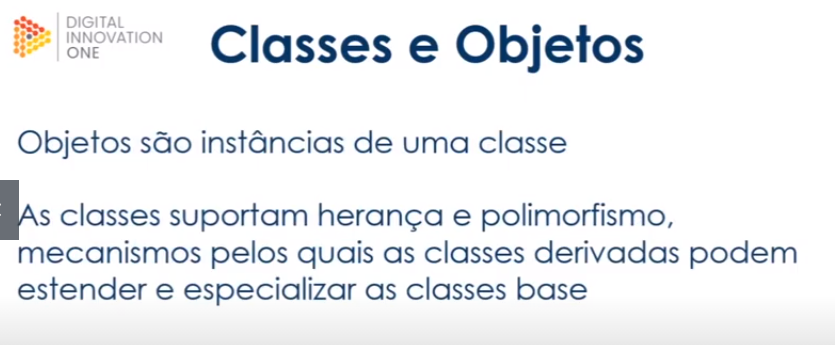 DIGITAL
INNOVATION
ONE
Classes e Objetos
Objetos são instâncias de uma classe
As classes suportam herança e polimorfismo,
mecanismos pelos quais as classes derivadas podem
estender e especializar as classes base